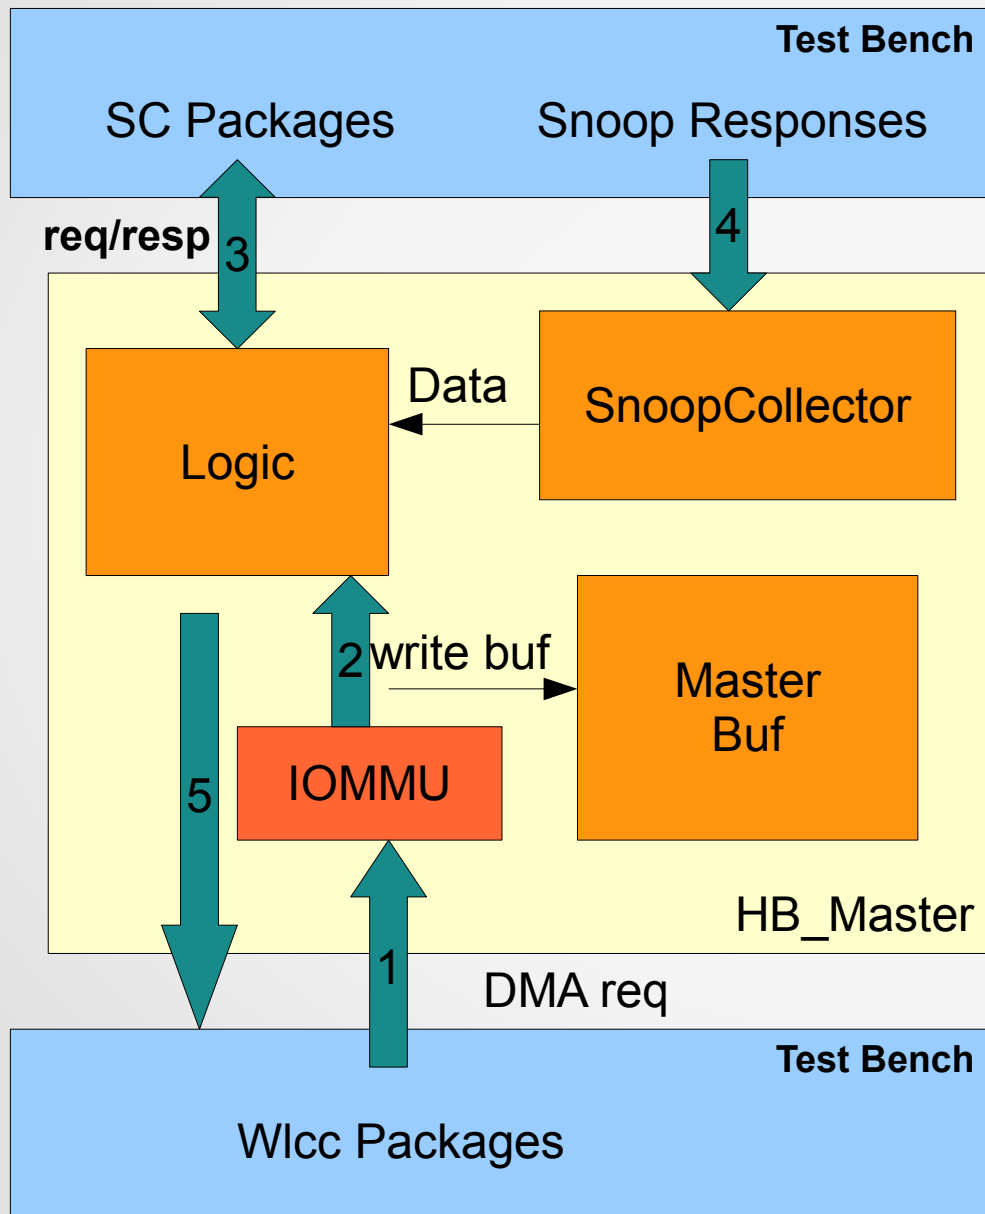 Test Bench
SC Packages
Snoop Responses
req/resp
3
4
Data
SnoopCollector
Logic
2
write buf
Master
Buf
IOMMU
5
HB_Master
1
DMA req
Test Bench
Wlcc Packages